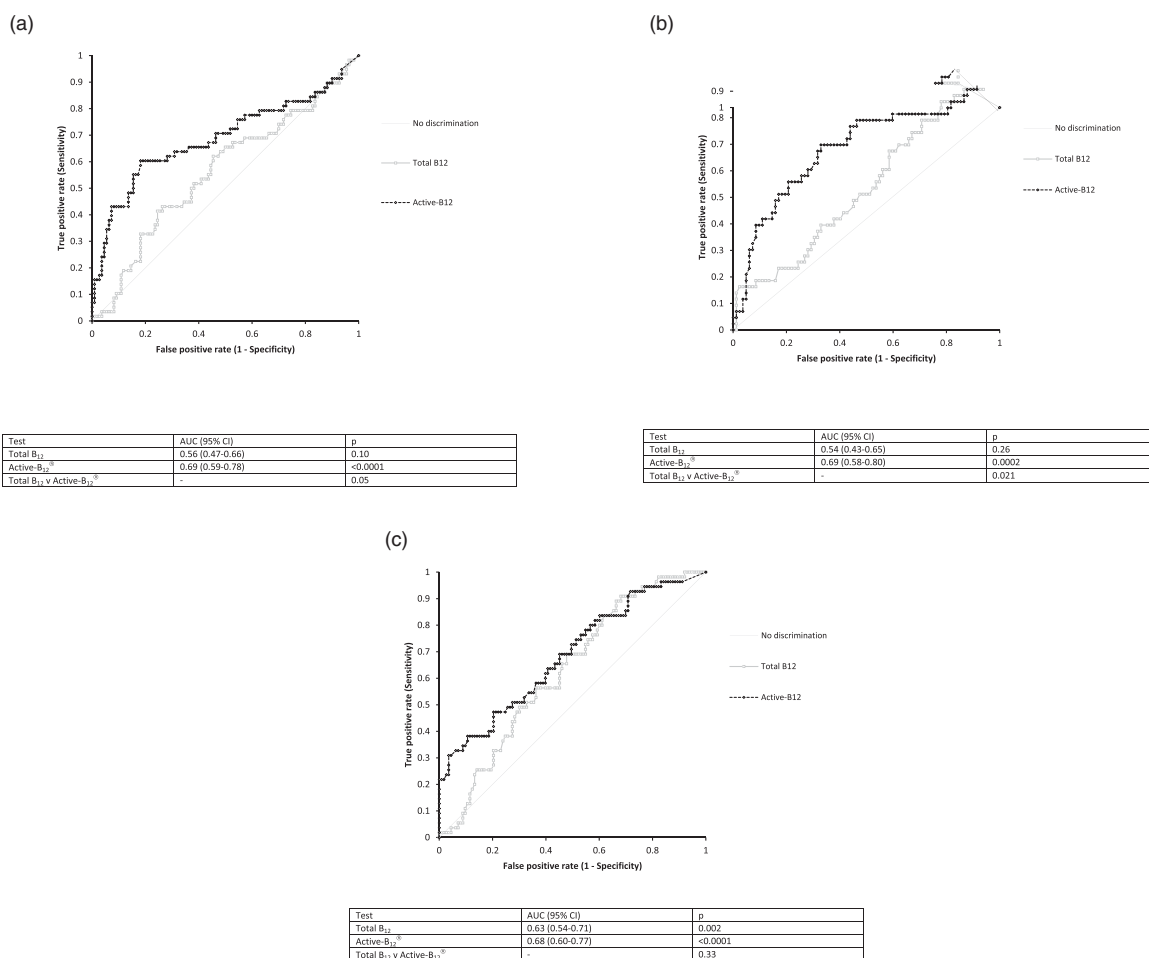 (a)
1
0.9
0.8
0.7
0.6
0.5
0.4
0.3
0.2
0.1
0
True positive rate (Sensitivity)
0 0.2 0.4 0.6 0.8 1
False positive rate (1 - Specificity)
No discrimination
Total B12
Active-B12
Test AUC (95% CI) p
Total B12 0.56 (0.47-0.66) 0.10
Active-B12® 0.69 (0.59-0.78) <0.0001
Total B12 v Active-B12® - 0.05
(b)
0.9
1
0.8
0.7
0.6
0.5
0.4
0.3
0.2
0.1
0
True positive rate (Sensitivity)
0 0.2 0.4 0.6 0.8 1
False positive rate (1 - Specificity)
No discrimination
Total B12
Active-B12
Test AUC (95% CI) p
Total B12 0.54 (0.43-0.65) 0.26
Active-B12® 0.69 (0.58-0.80) 0.0002
Total B12 v Active-B12® - 0.021
(c)
1
0.9
0.8
0.7
0.6
0.5
0.4
0.3
0.2
0.1
0
True positive rate (Sensitivity)
0 0.2 0.4 0.6 0.8 1
False positive rate (1 - Specificity)
No discrimination
Total B12
Active-B12
Test AUC (95% CI) p
Total B12 0.63 (0.54-0.71) 0.002
Active-B12® 0.68 (0.60-0.77) <0.0001
Total B12 v Active-B12® - 0.33